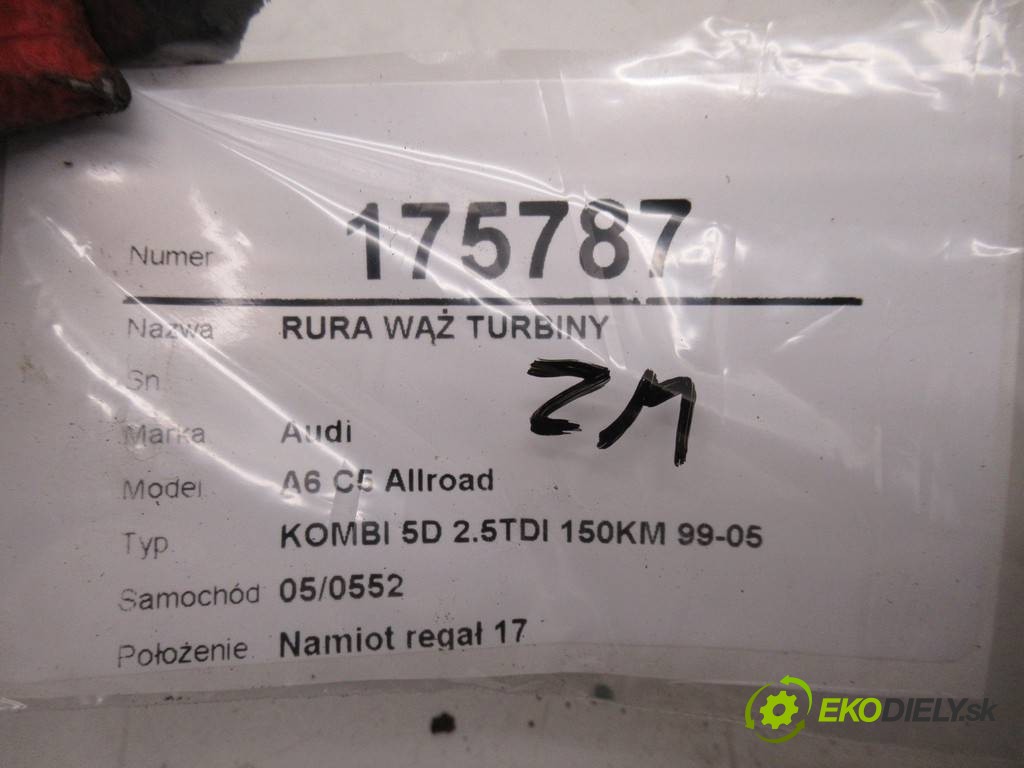 Numer 175787
Nazwa RURA WĄŻ TURBINY
Sn
ZM
Marka Audi
Model A6 C5 Allroad
Typ KOMBI 5D 2.5TDI 150KM 99-05
Samochód 05/0552
Położenie Namiot regał 17
EKODIELY.sk